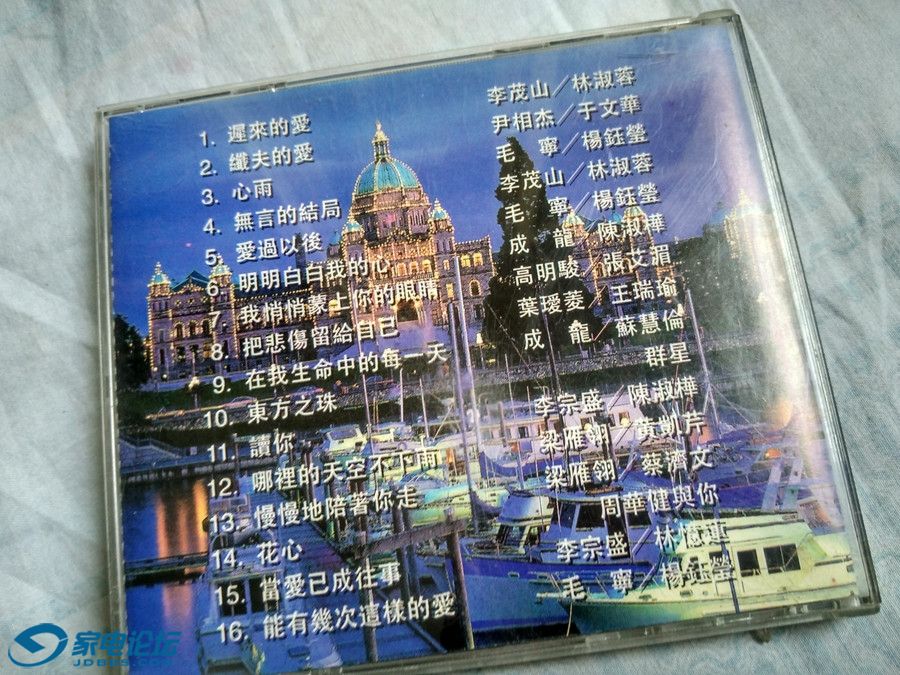 1. 遲來的愛 李茂山／林淑蓉
2. 纖夫的愛 尹相杰／于文華
3. 心雨 毛 寧／楊鈺瑩
4. 無言的結局 李茂山／林淑蓉
5. 愛過以後 毛 寧／楊鈺瑩
6. 明明白白我的心 成 龍／陳淑樺
7. 我悄悄蒙上你的眼睛 高明駿／張文湄
8. 把悲傷留給自己 葉璦菱／王瑞瑜
9. 在我生命中的每一天 成 龍／蘇慧倫
10. 東方之珠 群星
11. 讀你 李宗盛／陳淑樺
12. 哪裡的天空不下雨 梁雁翎／黃凱芹
13. 慢慢地陪著你走 梁雁翎／蔡濟文
14. 花心 周華健與你
15. 當愛已成往事 李宗盛／林憶蓮
16. 能有幾次這樣的愛 毛 寧／楊鈺瑩
家电论坛
JDBBS.COM